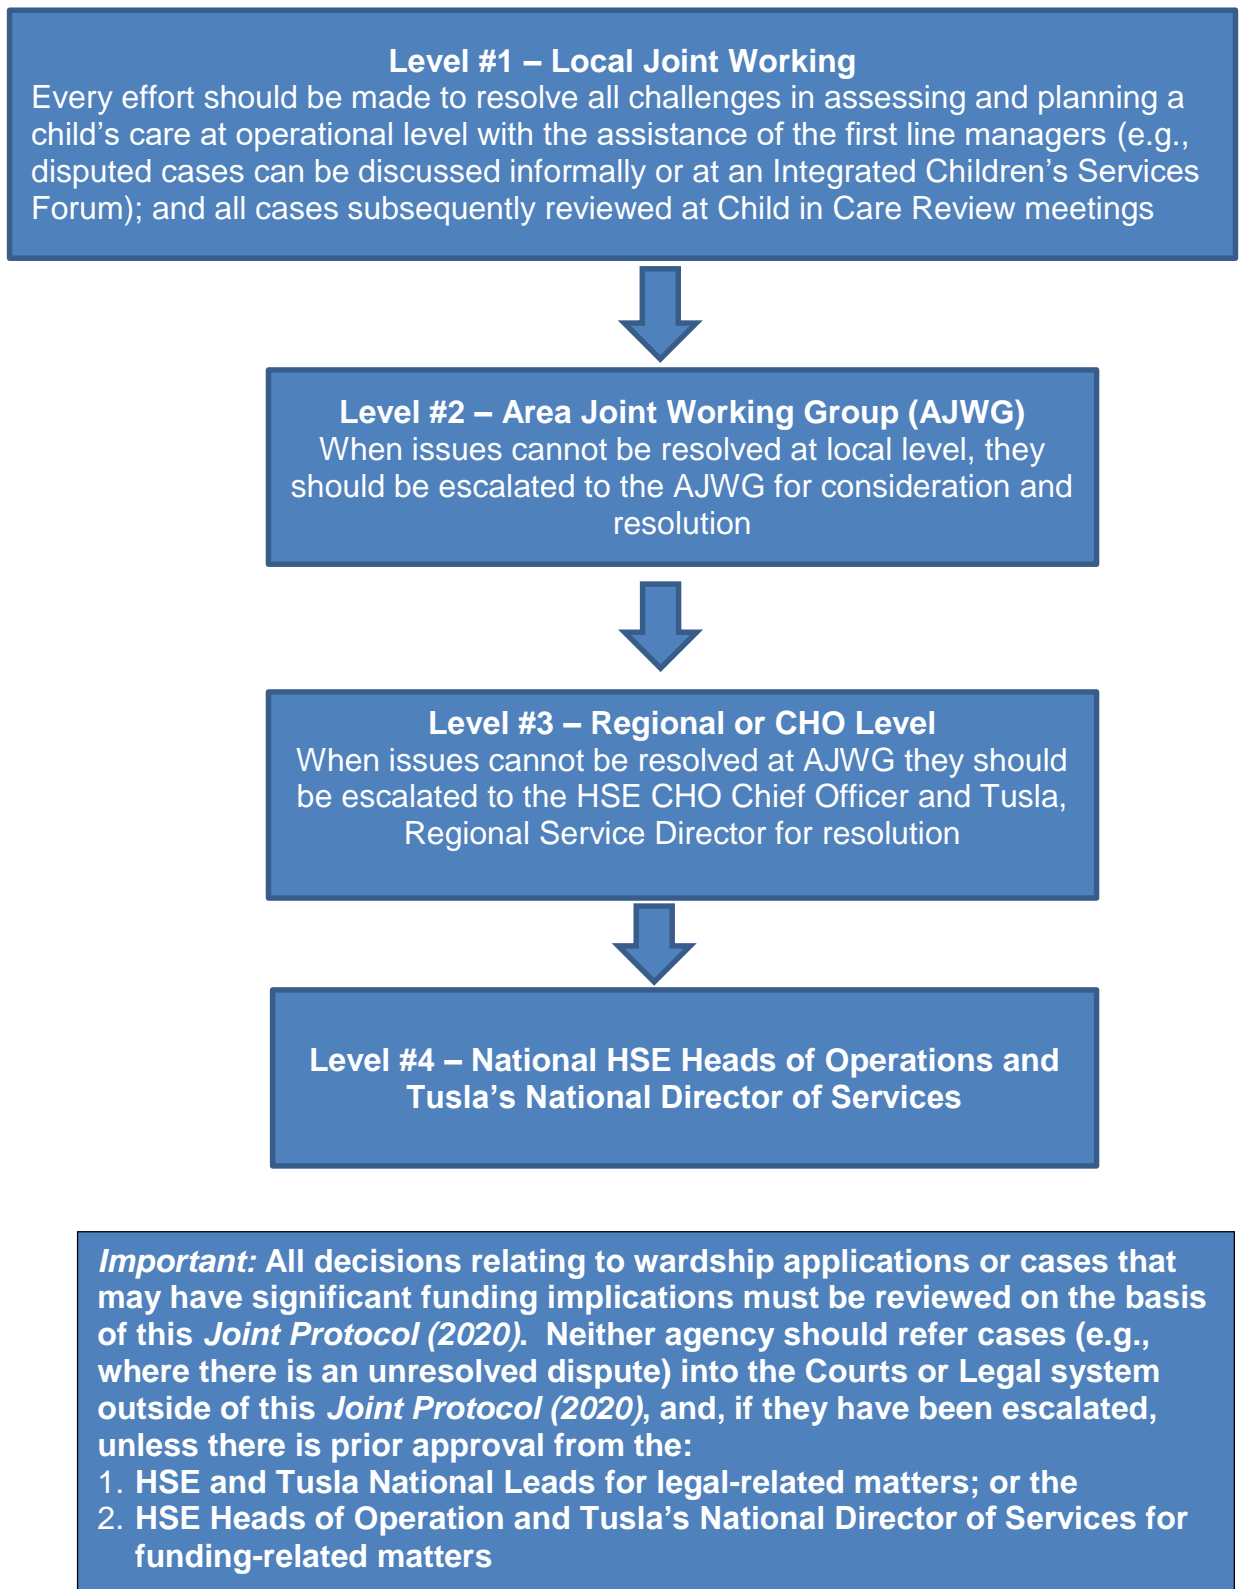 Level #1 – Local Joint Working
Every effort should be made to resolve all challenges in assessing and planning a
child’s care at operational level with the assistance of the first line managers (e.g.,
disputed cases can be discussed informally or at an Integrated Children’s Services
Forum); and all cases subsequently reviewed at Child in Care Review meetings
Level #2 – Area Joint Working Group (AJWG)
When issues cannot be resolved at local level, they
should be escalated to the AJWG for consideration and
resolution
Level #3 – Regional or CHO Level
When issues cannot be resolved at AJWG they should
be escalated to the HSE CHO Chief Officer and Tusla,
Regional Service Director for resolution
Level #4 – National HSE Heads of Operations and
Tusla’s National Director of Services
Important: All decisions relating to wardship applications or cases that
may have significant funding implications must be reviewed on the basis
of this Joint Protocol (2020).  Neither agency should refer cases (e.g.,
where there is an unresolved dispute) into the Courts or Legal system
outside of this Joint Protocol (2020), and, if they have been escalated,
unless there is prior approval from the:
1. HSE and Tusla National Leads for legal-related matters; or the
2. HSE Heads of Operation and Tusla’s National Director of Services for
funding-related matters